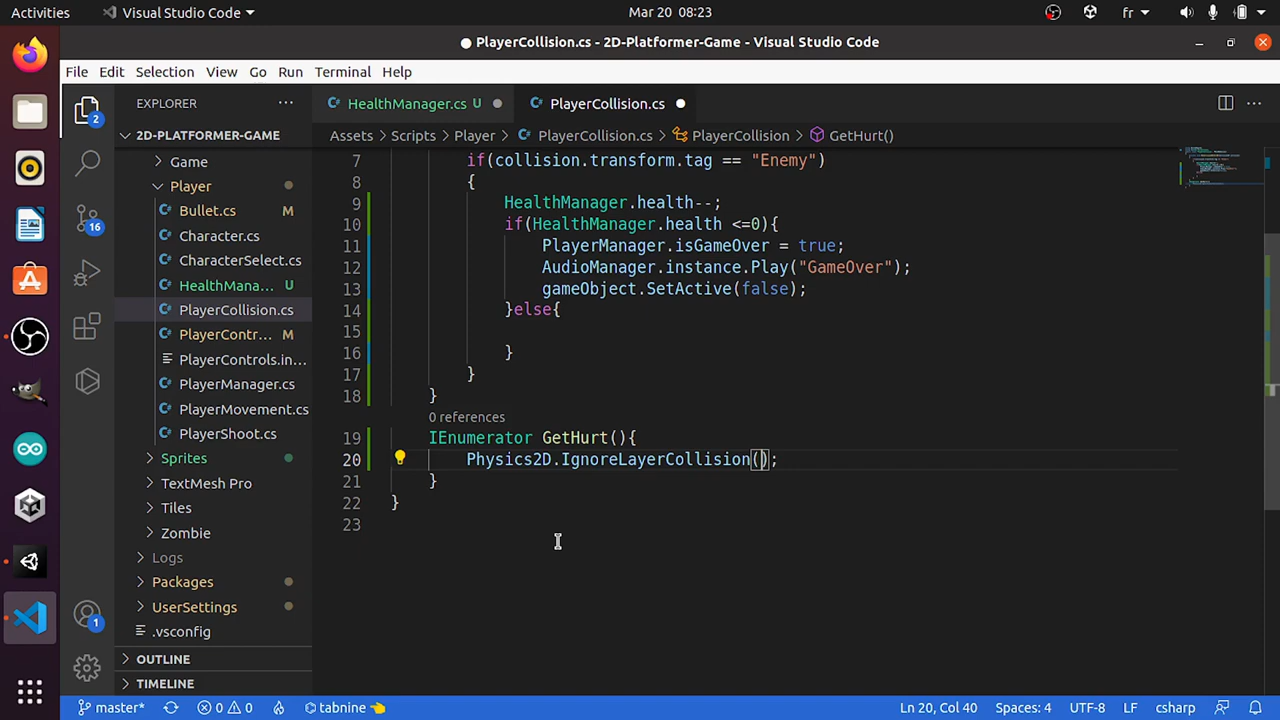 Activities
Visual Studio Code
Mar 20 08:23
fr
PlayerCollision.cs - 2D-Platformer-Game - Visual Studio Code
File Edit Selection View Go Run Terminal Help
2
16
1
EXPLORER
2D-PLATFORMER-GAME
Game
Player
Bullet.cs M
Character.cs
CharacterSelect.cs
HealthMana... U
PlayerCollision.cs
PlayerContr... M
PlayerControls.in...
PlayerManager.cs
PlayerMovement.cs
PlayerShoot.cs
Sprites
TextMesh Pro
Tiles
Zombie
Logs
Packages
UserSettings
.vsconfig
OUTLINE
TIMELINE
HealthManager.cs U
PlayerCollision.cs
Assets > Scripts > Player > PlayerCollision.cs > PlayerCollision > GetHurt()
7 if(collision.transform.tag == "Enemy")
8 {
9 HealthManager.health--;
10 if(HealthManager.health <=0){
11 PlayerManager.isGameOver = true;
12 AudioManager.instance.Play("GameOver");
13 gameObject.SetActive(false);
14 }else{
15
16 }
17 }
18 }
0 references
19 IEnumerator GetHurt(){
20 Physics2D.IgnoreLayerCollision();
21 }
22 }
23
master*
0 0
tabnine
Ln 20, Col 40
Spaces: 4
UTF-8
LF
csharp